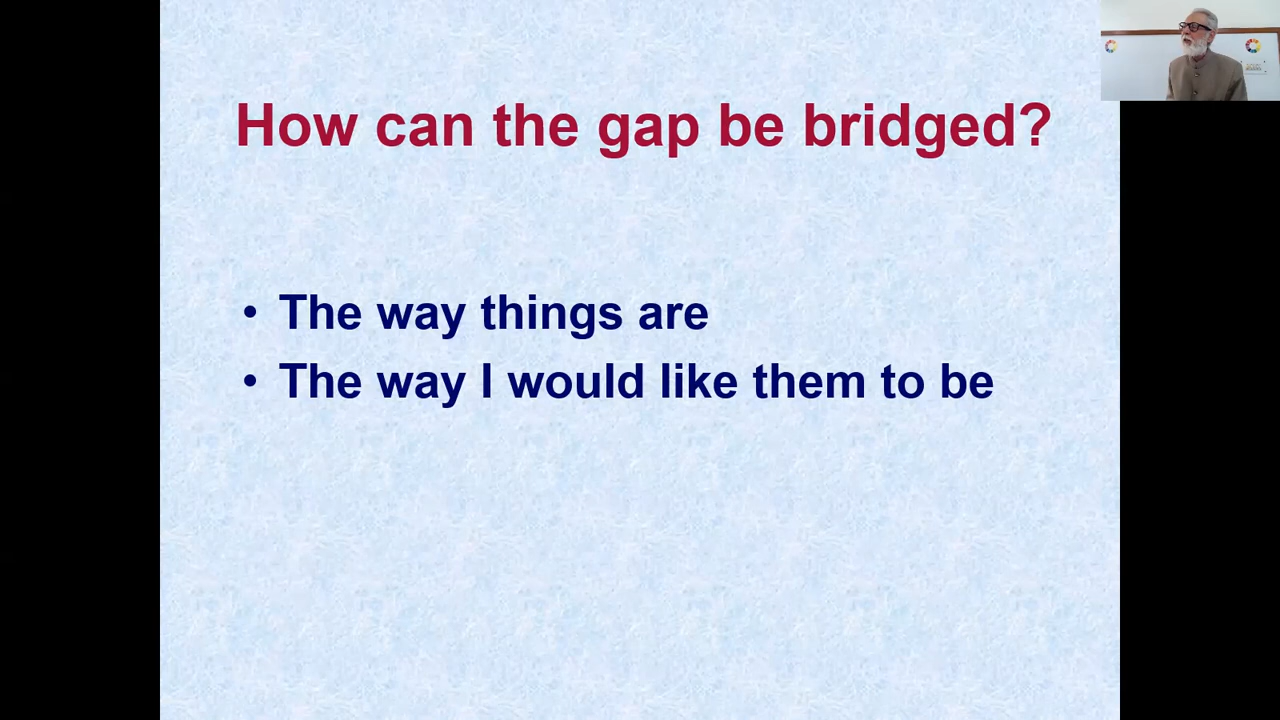 How can the gap be bridged?
• The way things are
• The way I would like them to be